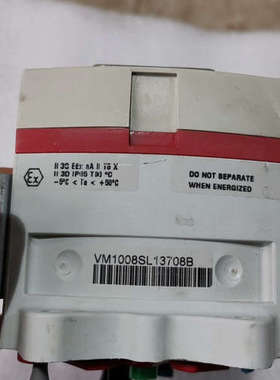 II 3G EEx nA II T6 X
II 3D IP65 T90 °C
-5°C < Ta < +50°C
Ex
DO NOT SEPARATE
WHEN ENERGIZED
VM1008SL13708B